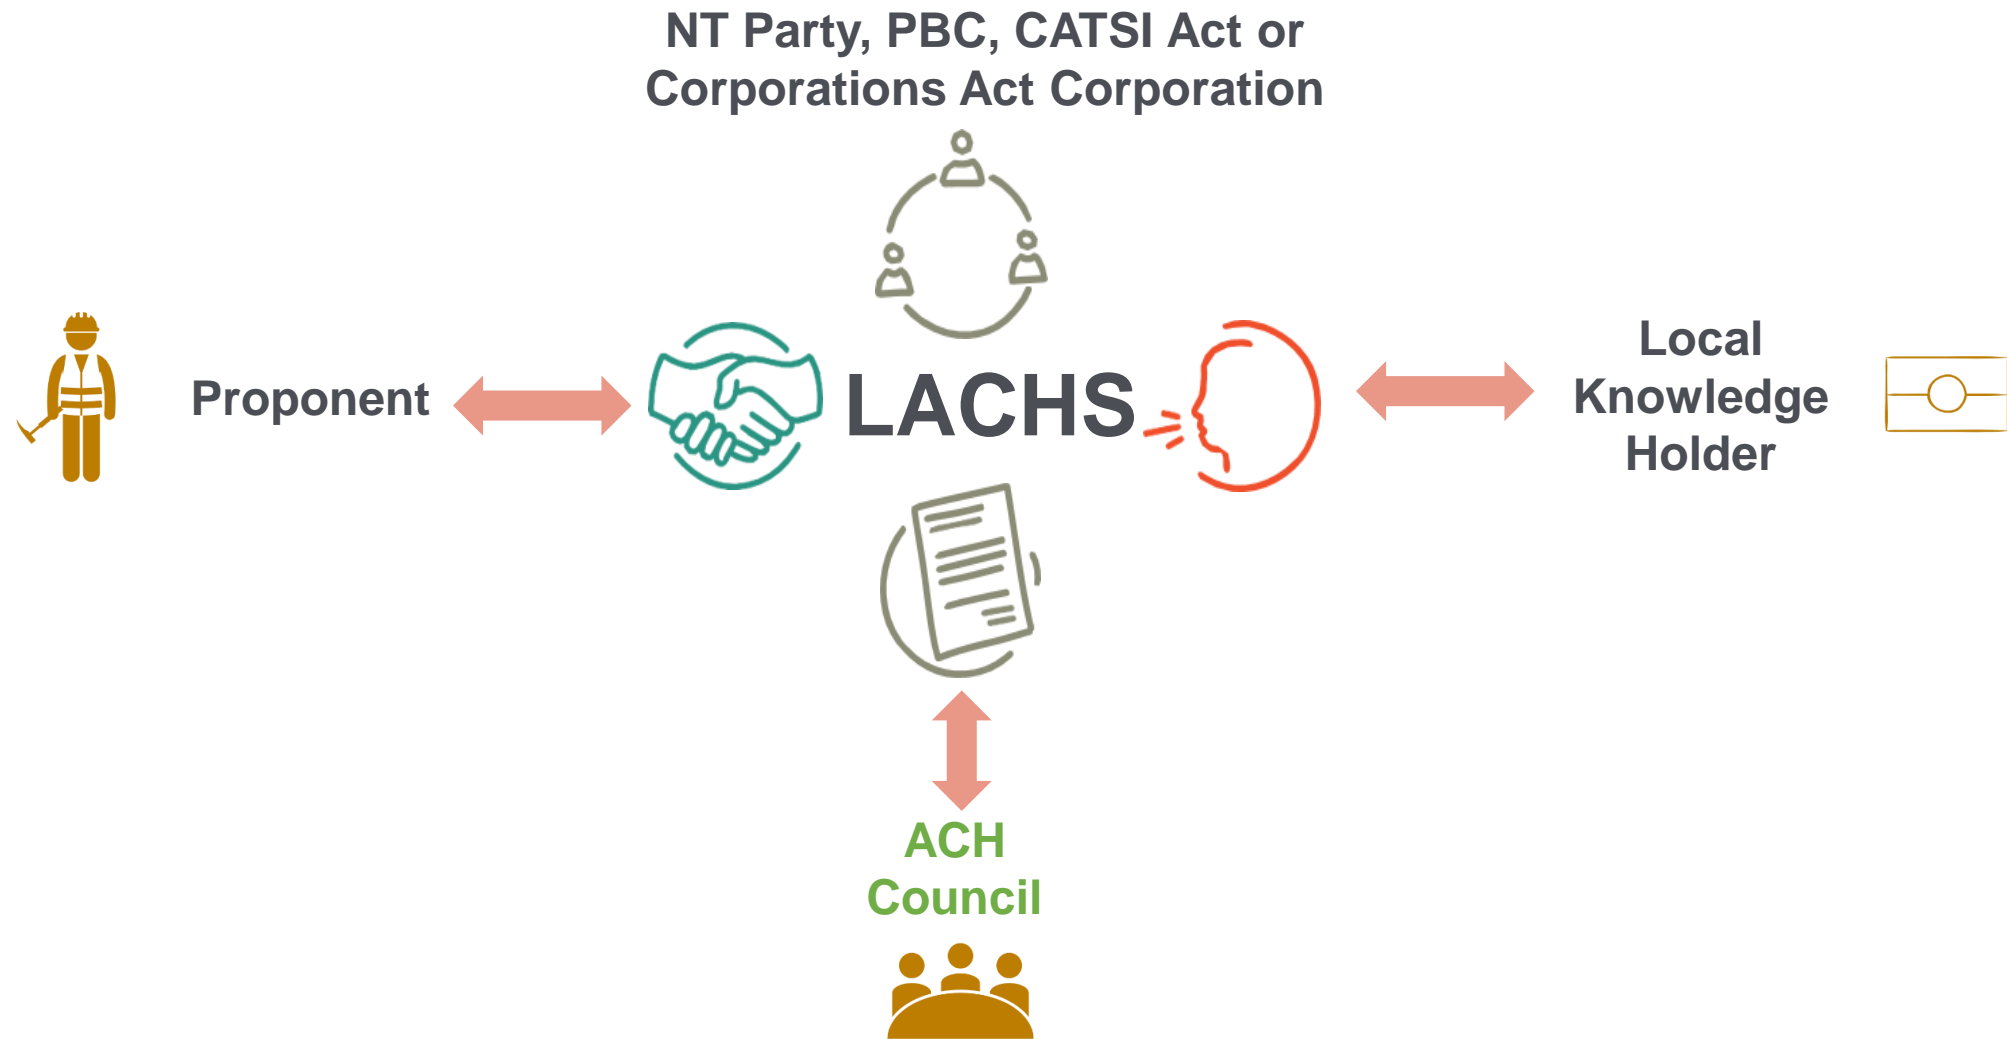 NT Party, PBC, CATSI Act or
Corporations Act Corporation
Proponent
LACHS
Local
Knowledge
Holder
ACH
Council